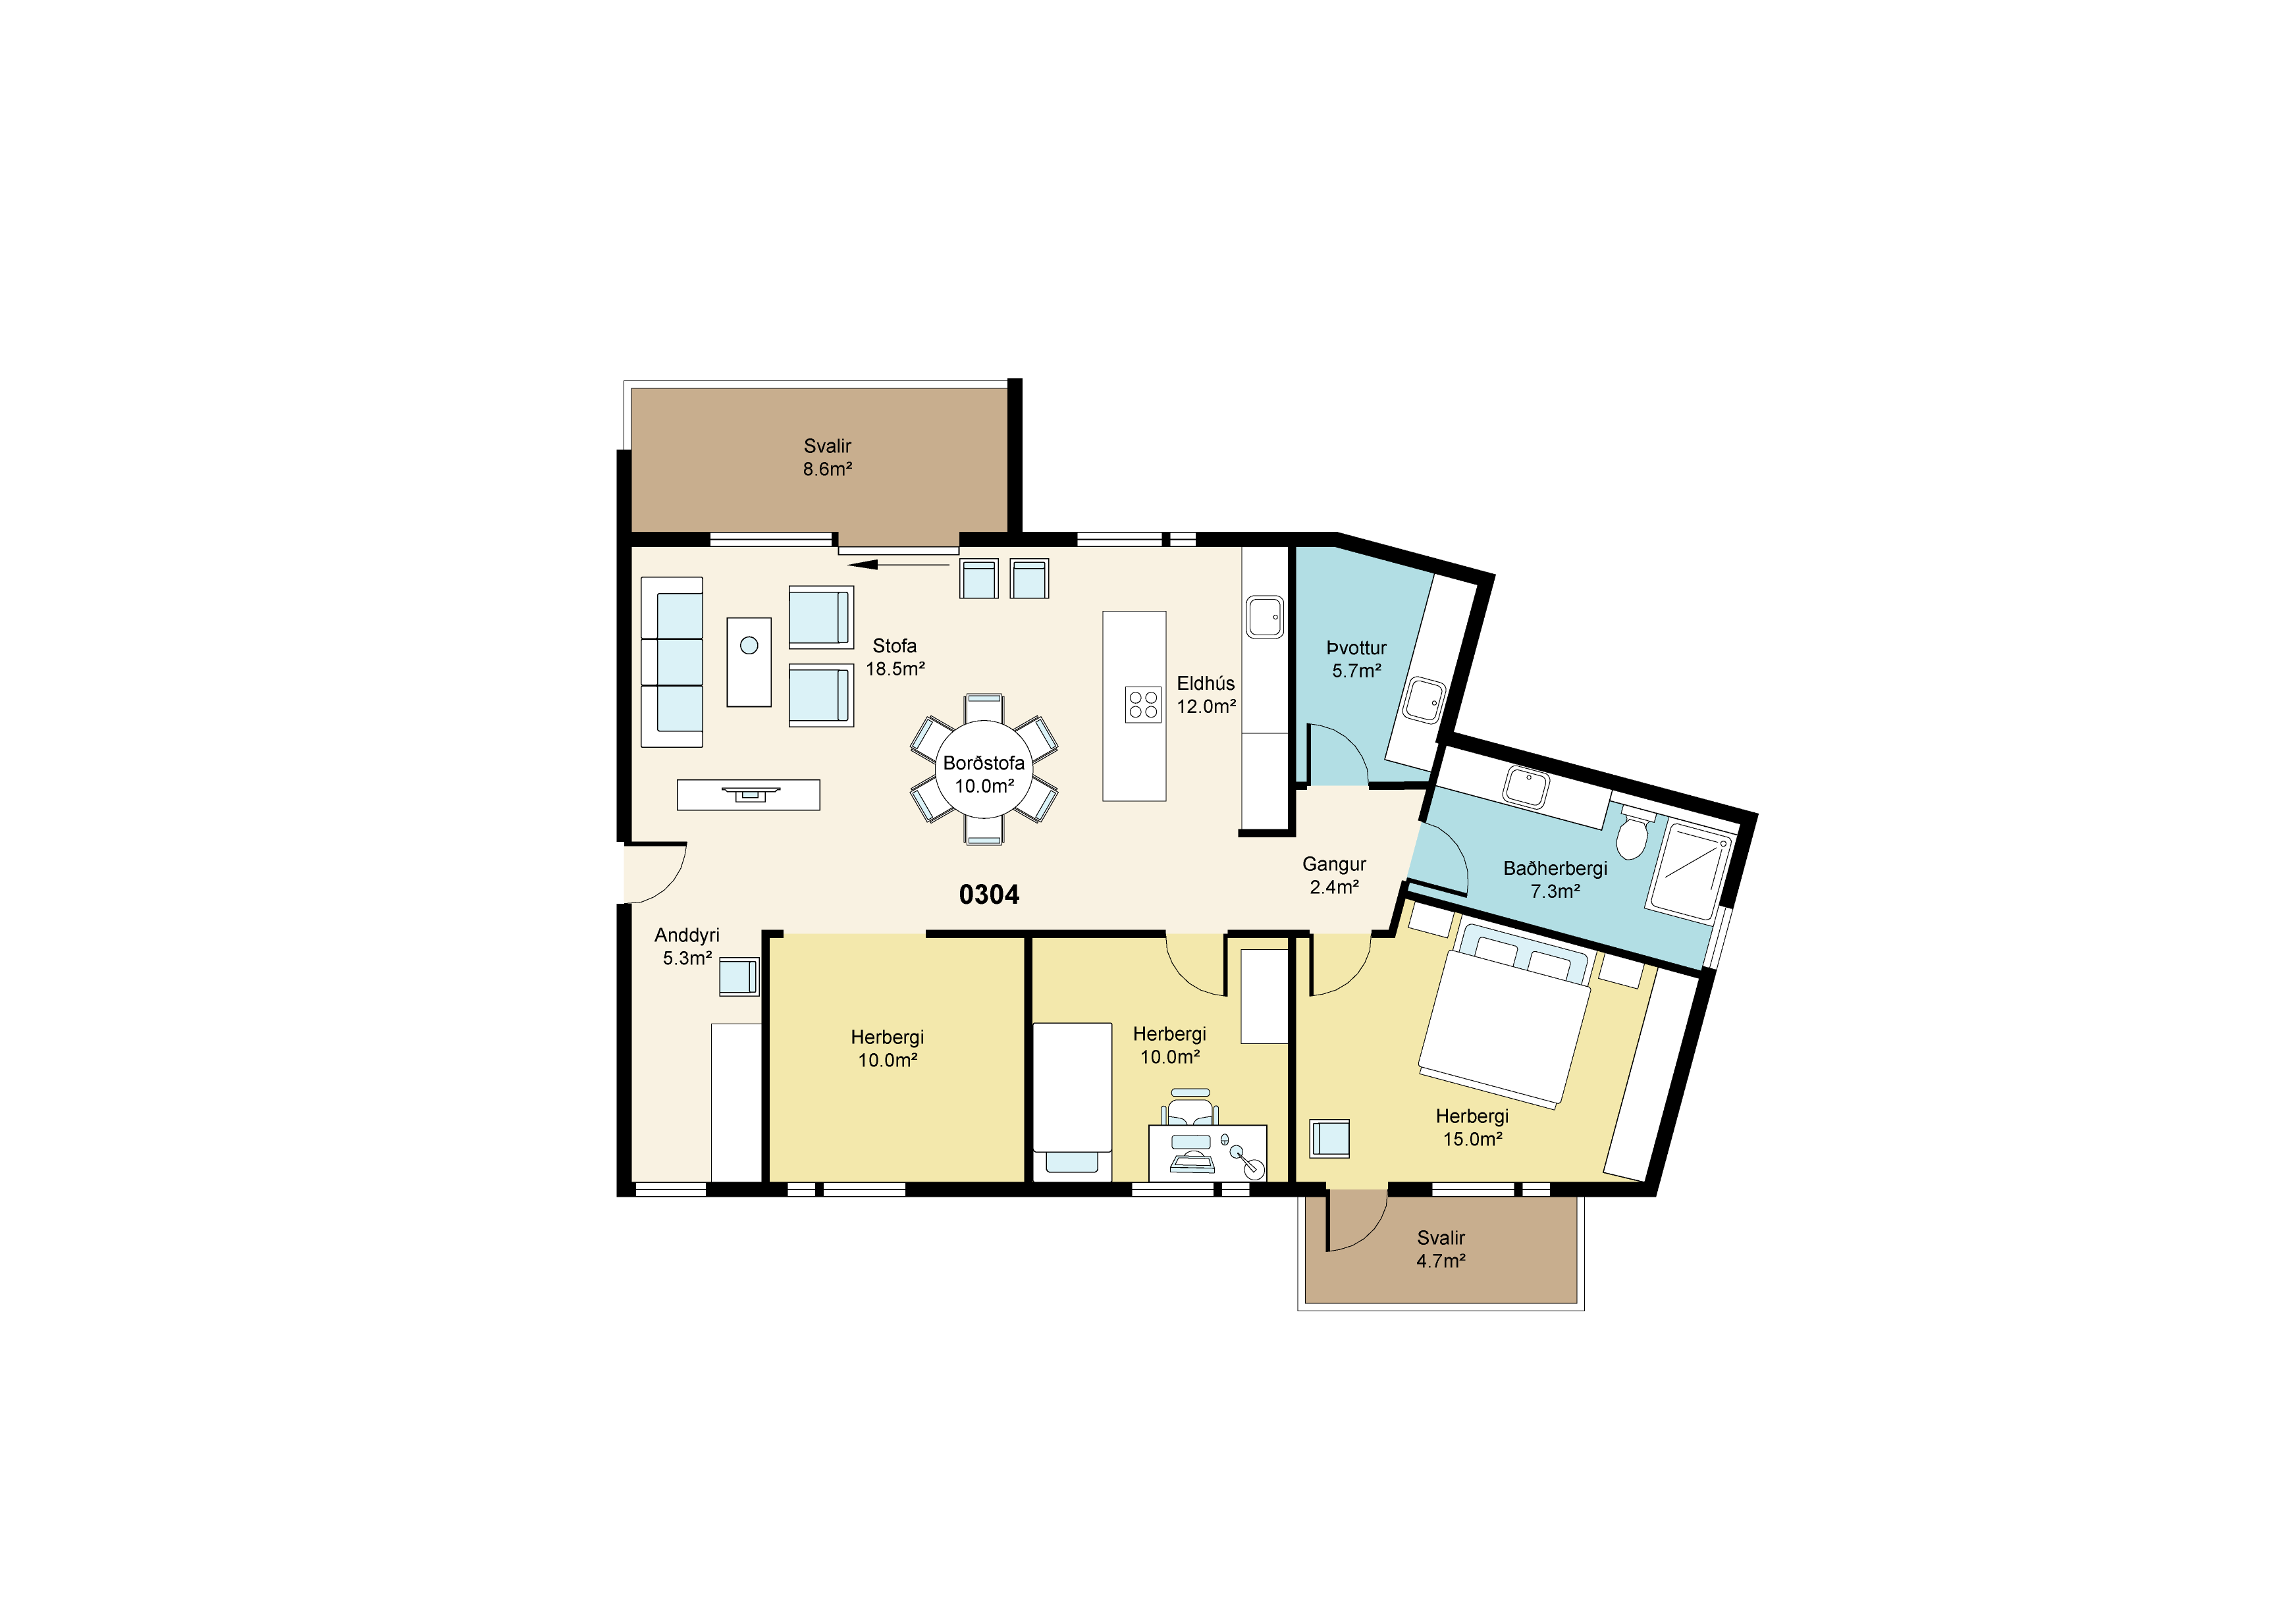 Svalir
8.6m²
Stofa
18.5m²
Eldhús
12.0m²
Þvottur
5.7m²
Borðstofa
10.0m²
Gangur
2.4m²
Baðherbergi
7.3m²
0304
Anddyri
5.3m²
Herbergi
10.0m²
Herbergi
10.0m²
Herbergi
15.0m²
Svalir
4.7m²